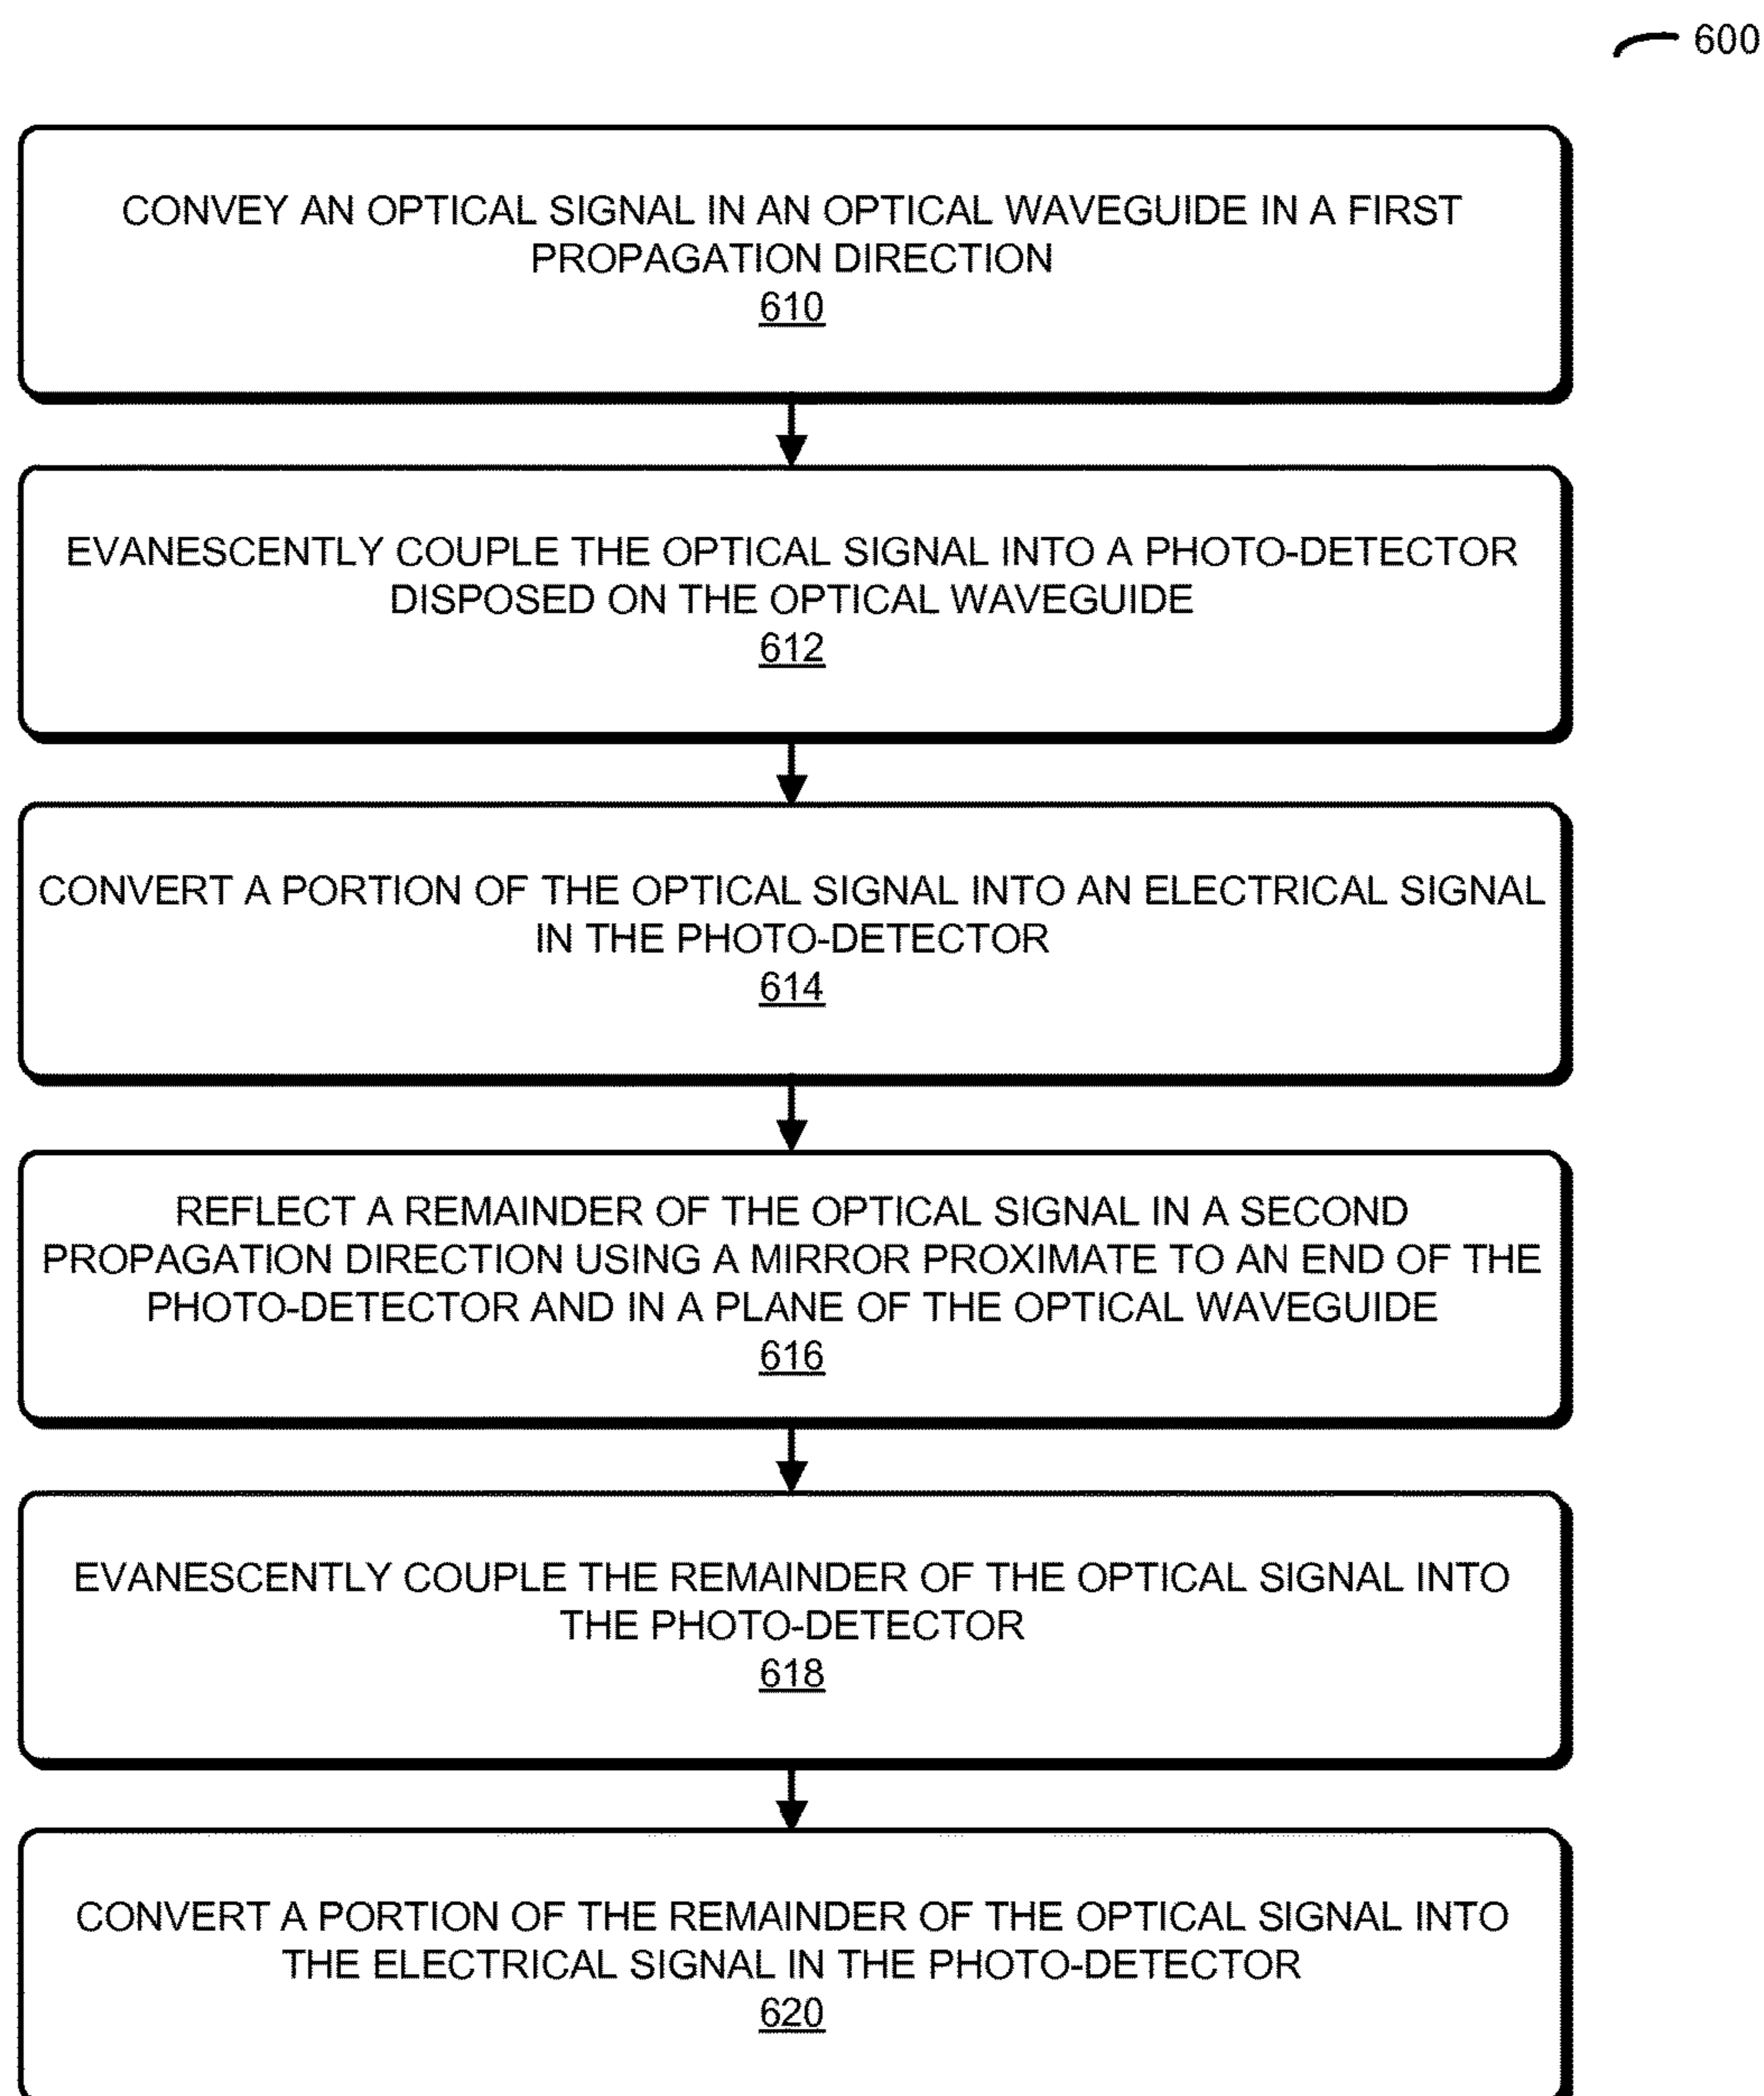 600
CONVEY AN OPTICAL SIGNAL IN AN OPTICAL WAVEGUIDE IN A FIRST
PROPAGATION DIRECTION
610
EVANESCENTLY COUPLE THE OPTICAL SIGNAL INTO A PHOTO-DETECTOR
DISPOSED ON THE OPTICAL WAVEGUIDE
612
CONVERT A PORTION OF THE OPTICAL SIGNAL INTO AN ELECTRICAL SIGNAL
IN THE PHOTO-DETECTOR
614
REFLECT A REMAINDER OF THE OPTICAL SIGNAL IN A SECOND
PROPAGATION DIRECTION USING A MIRROR PROXIMATE TO AN END OF THE
PHOTO-DETECTOR AND IN A PLANE OF THE OPTICAL WAVEGUIDE
616
EVANESCENTLY COUPLE THE REMAINDER OF THE OPTICAL SIGNAL INTO
THE PHOTO-DETECTOR
618
CONVERT A PORTION OF THE REMAINDER OF THE OPTICAL SIGNAL INTO
THE ELECTRICAL SIGNAL IN THE PHOTO-DETECTOR
620